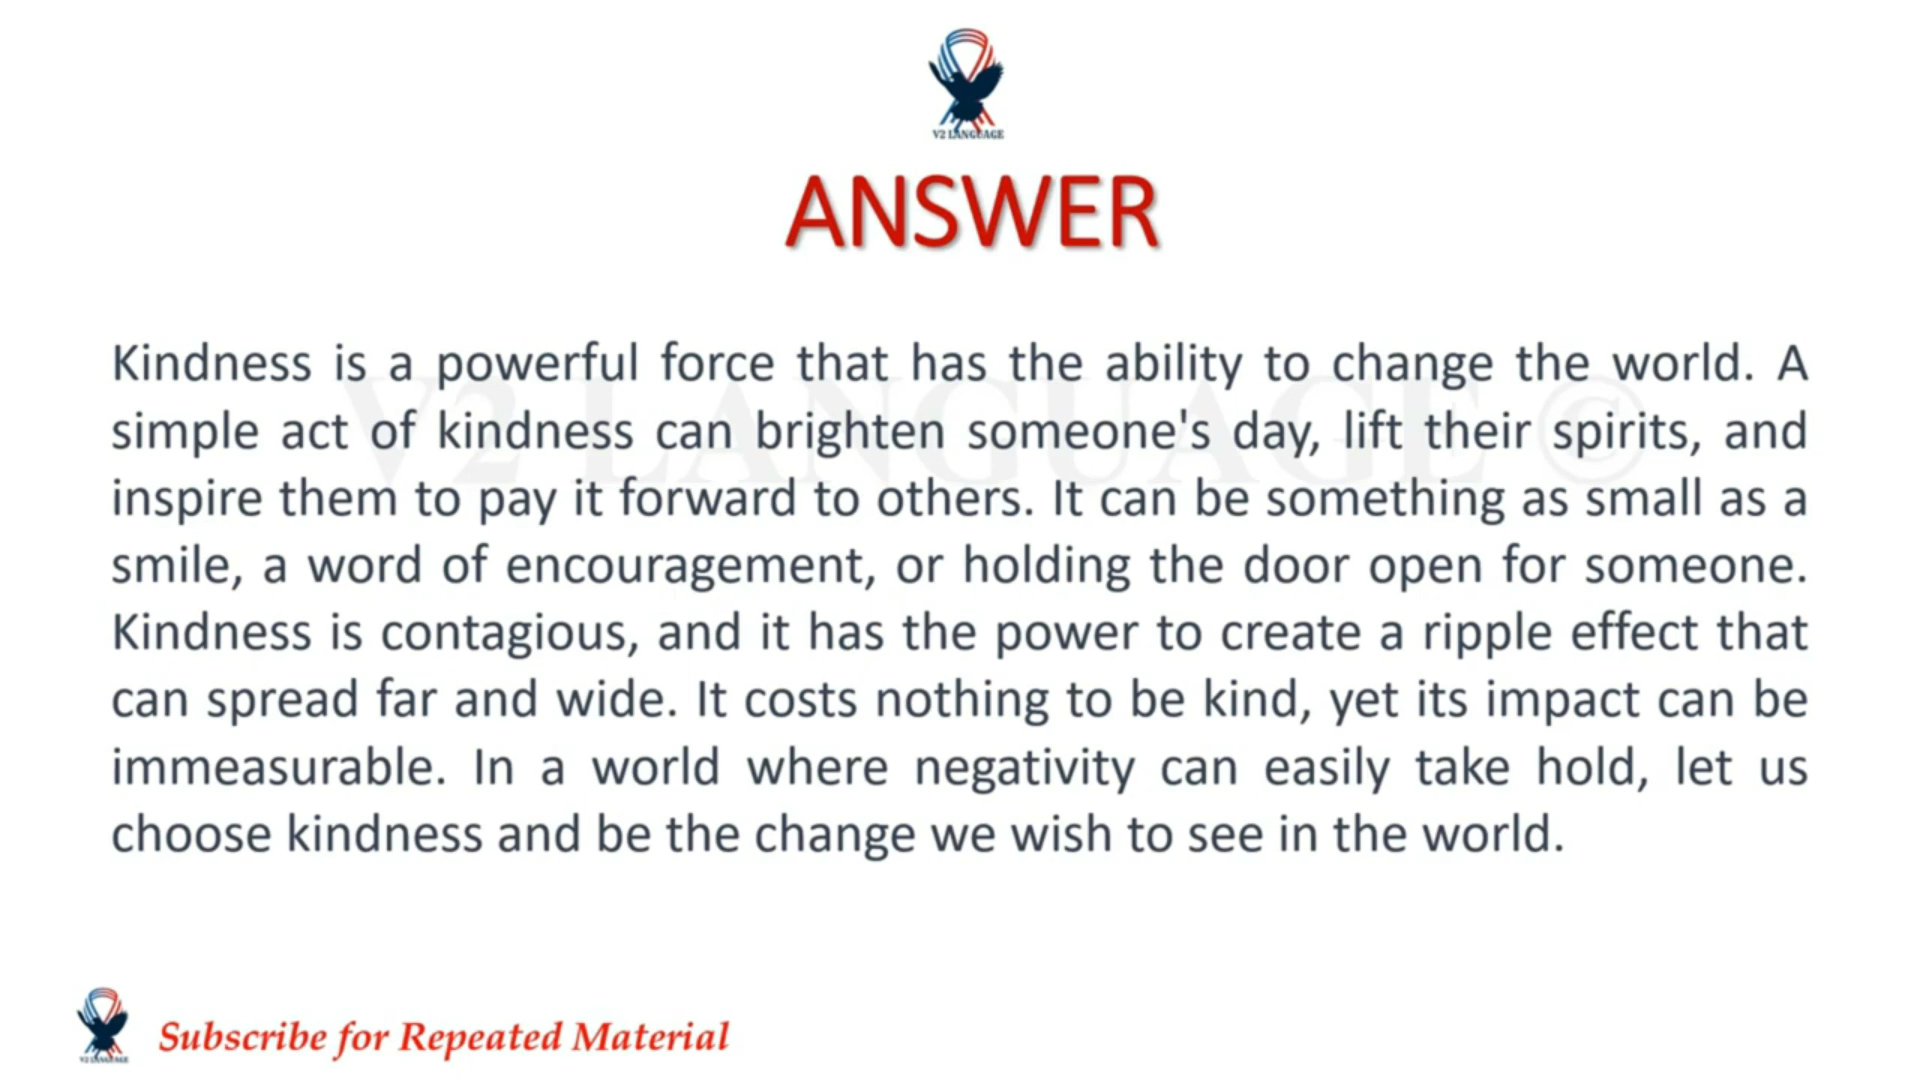 V2 LANGUAGE
ANSWER
Kindness is a powerful force that has the ability to change the world. A
simple act of kindness can brighten someone's day, lift their spirits, and
inspire them to pay it forward to others. It can be something as small as a
smile, a word of encouragement, or holding the door open for someone.
Kindness is contagious, and it has the power to create a ripple effect that
can spread far and wide. It costs nothing to be kind, yet its impact can be
immeasurable. In a world where negativity can easily take hold, let us
choose kindness and be the change we wish to see in the world.
V2 LANGUAGE ©
V2 LANGUAGE
Subscribe for Repeated Material